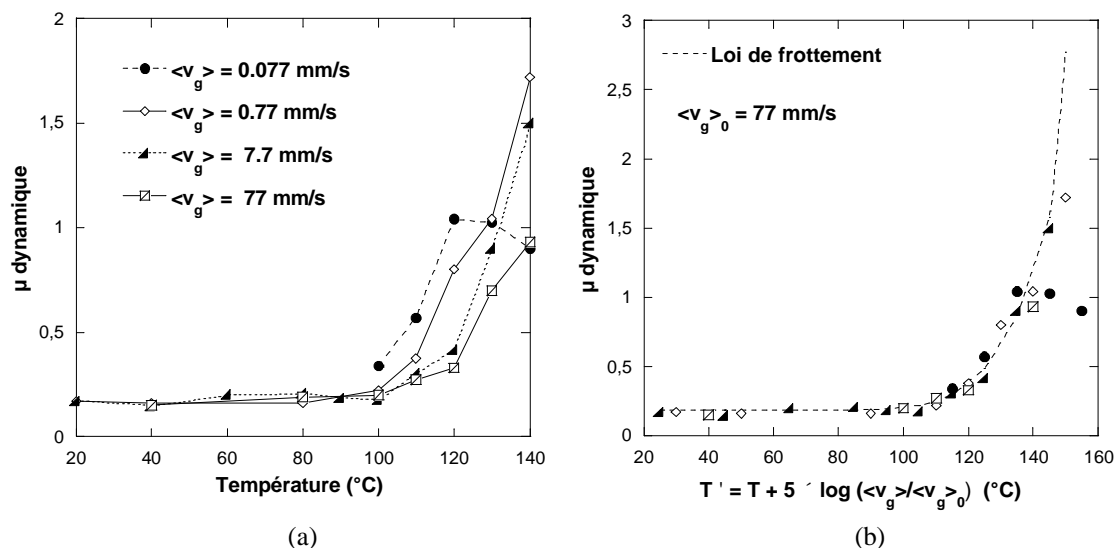 2
1,5
1
0,5
0
20 40 60 80 100 120 140
µ dynamique
Température (°C)
<v_g> = 0.077 mm/s
<v_g> = 0.77 mm/s
<v_g> = 7.7 mm/s
<v_g> = 77 mm/s
(a)
3
2,5
2
1,5
1
0,5
0
20 40 60 80 100 120 140 160
µ dynamique
Loi de frottement
<v_g>_0 = 77 mm/s
T ' = T + 5 ´ log (<v_g>/<v_g>_0) (°C)
(b)